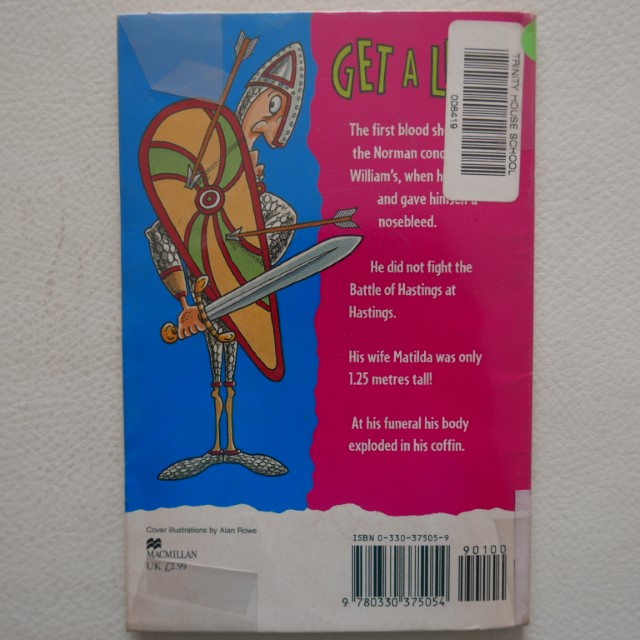 GET A L
TRINITY HOUSE SCHOOL
006419
The first blood
the Norman
William's, when
and gave himself a
nosebleed.
He did not fight the
Battle of Hastings at
Hastings.
His wife Matilda was only
1.25 metres tall!
At his funeral his body
exploded in his coffin.
Cover illustrations by Alan Rowe
MACMILLAN
UK £2.99
ISBN 0-330-37505-9
90100
9 780330 375054